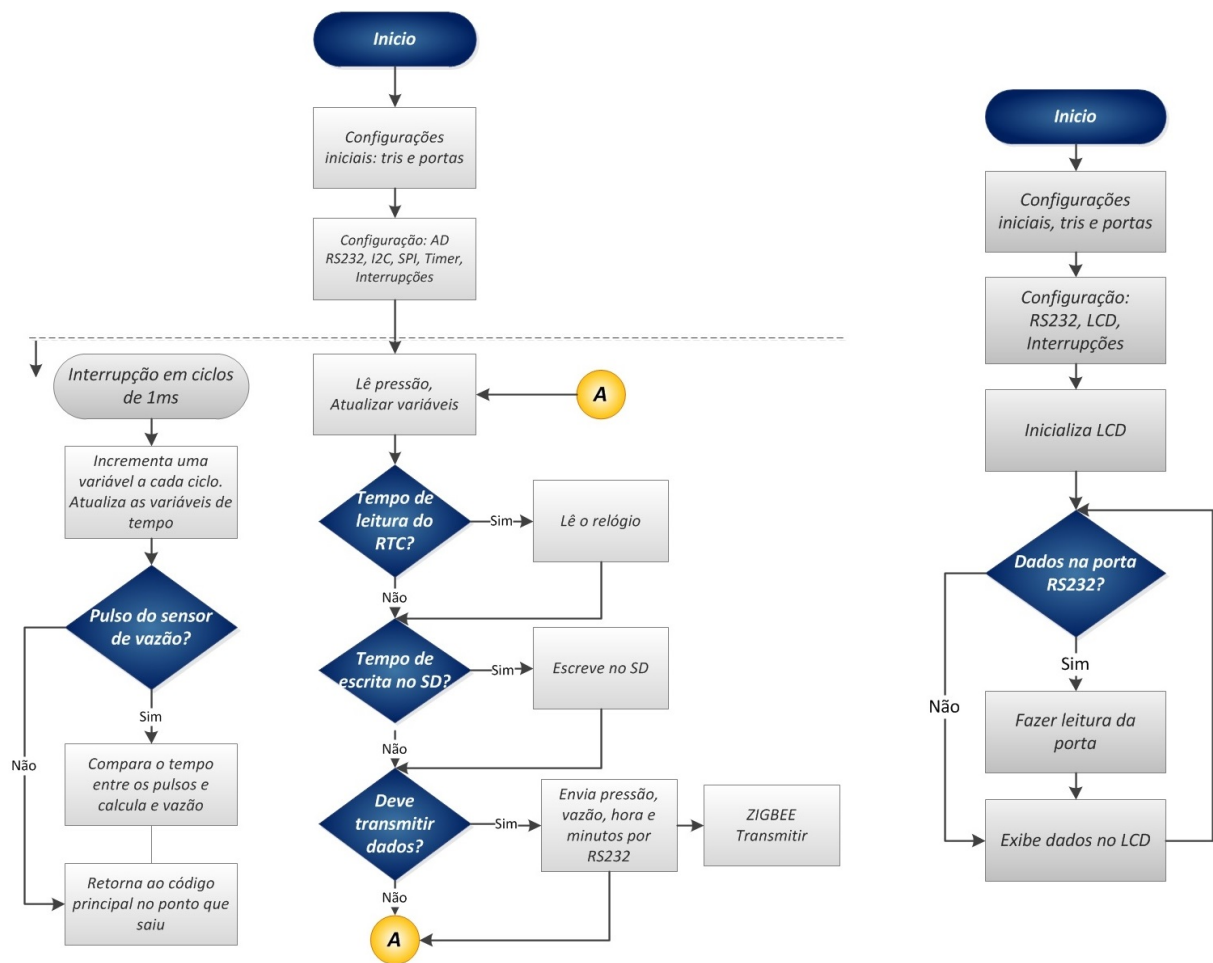 Inicio
Configurações
iniciais: tris e portas
Configuração: AD
RS232, I2C, SPI, Timer,
Interrupções
Interrupção em ciclos
de 1ms
Incrementa uma
variável a cada ciclo.
Atualiza as variáveis de
tempo
Pulso do sensor
de vazão?
Sim
Não
Compara o tempo
entre os pulsos e
calcula e vazão
Retorna ao código
principal no ponto que
saiu
Lê pressão,
Atualizar variáveis
A
Tempo de
leitura do
RTC?
Sim
Lê o relógio
Não
Tempo de
escrita no SD?
Sim
Escreve no SD
Não
Deve
transmitir
dados?
Sim
Envia pressão,
vazão, hora e
minutos por
RS232
ZIGBEE
Transmitir
Não
A
Inicio
Configurações
iniciais, tris e portas
Configuração:
RS232, LCD,
Interrupções
Inicializa LCD
Dados na porta
RS232?
Sim
Não
Fazer leitura da
porta
Exibe dados no LCD